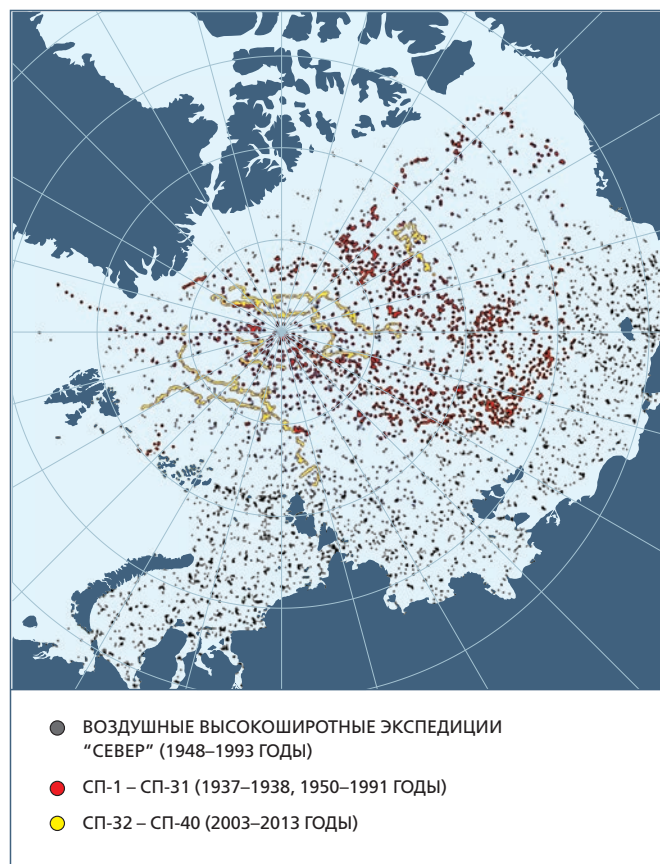 ВОЗДУШНЫЕ ВЫСОКОШИРОТНЫЕ ЭКСПЕДИЦИИ
"СЕВЕР" (1948–1993 ГОДЫ)
СП-1 – СП-31 (1937–1938, 1950–1991 ГОДЫ)
СП-32 – СП-40 (2003–2013 ГОДЫ)